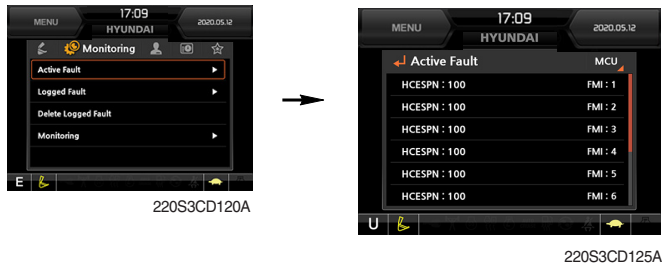 MENU
17:09
HYUNDAI
2020.05.12
Monitoring
Active Fault
Logged Fault
Delete Logged Fault
Monitoring
E
220S3CD120A
MENU
17:09
HYUNDAI
2020.05.12
Active Fault MCU
HCESPN : 100 FMI : 1
HCESPN : 100 FMI : 2
HCESPN : 100 FMI : 3
HCESPN : 100 FMI : 4
HCESPN : 100 FMI : 5
HCESPN : 100 FMI : 6
U
220S3CD125A